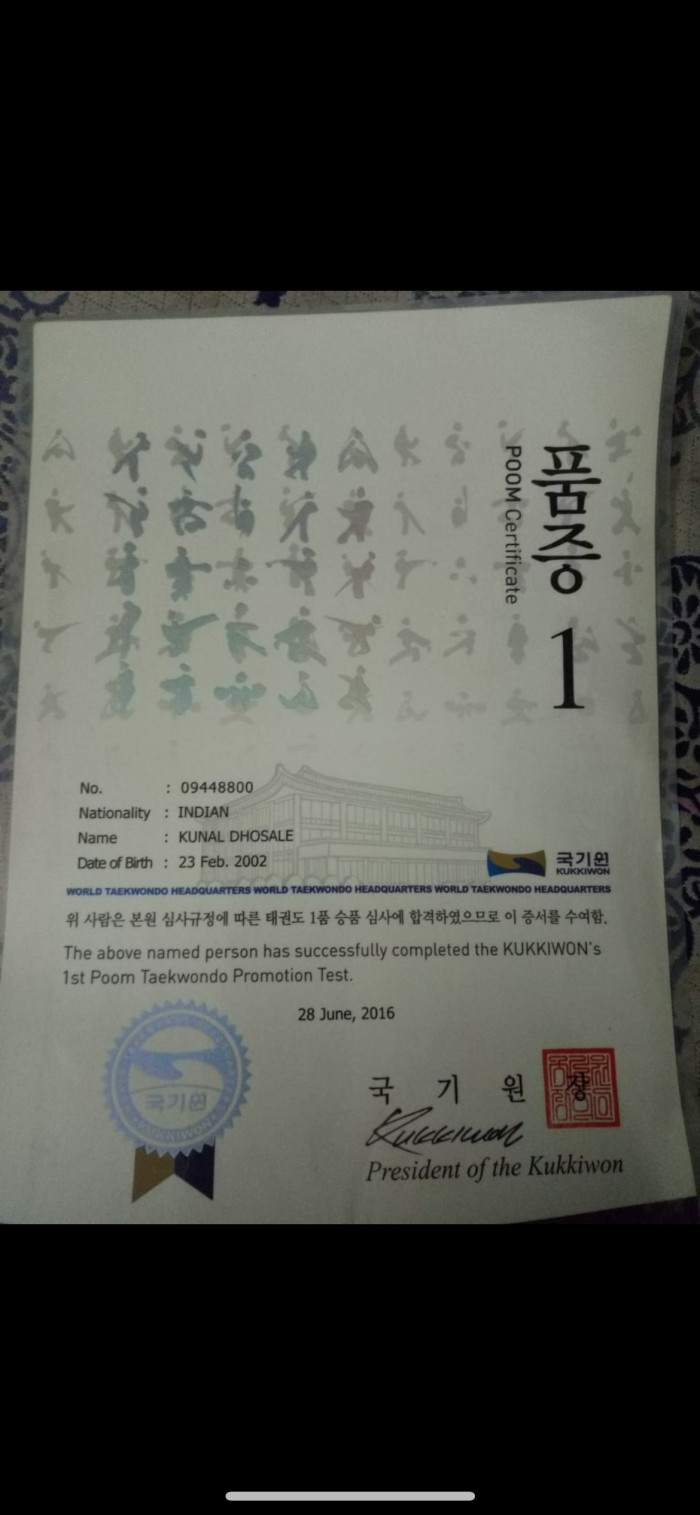 품증
POOM Certificate
1
No. : 09448800
Nationality : INDIAN
Name : KUNAL DHOSALE
Date of Birth : 23 Feb. 2002
국기원
KUKKIWON
WORLD TAEKWONDO HEADQUARTERS WORLD TAEKWONDO HEADQUARTERS WORLD TAEKWONDO HEADQUARTERS
위 사람은 본원 심사규정에 따른 태권도 1품 승품 심사에 합격하였으므로 이 증서를 수여함.
The above named person has successfully completed the KUKKIWON's
1st Poom Taekwondo Promotion Test.
28 June, 2016
국기원
KUKKIWON
국 기 원 장
Kukkiwon
President of the Kukkiwon